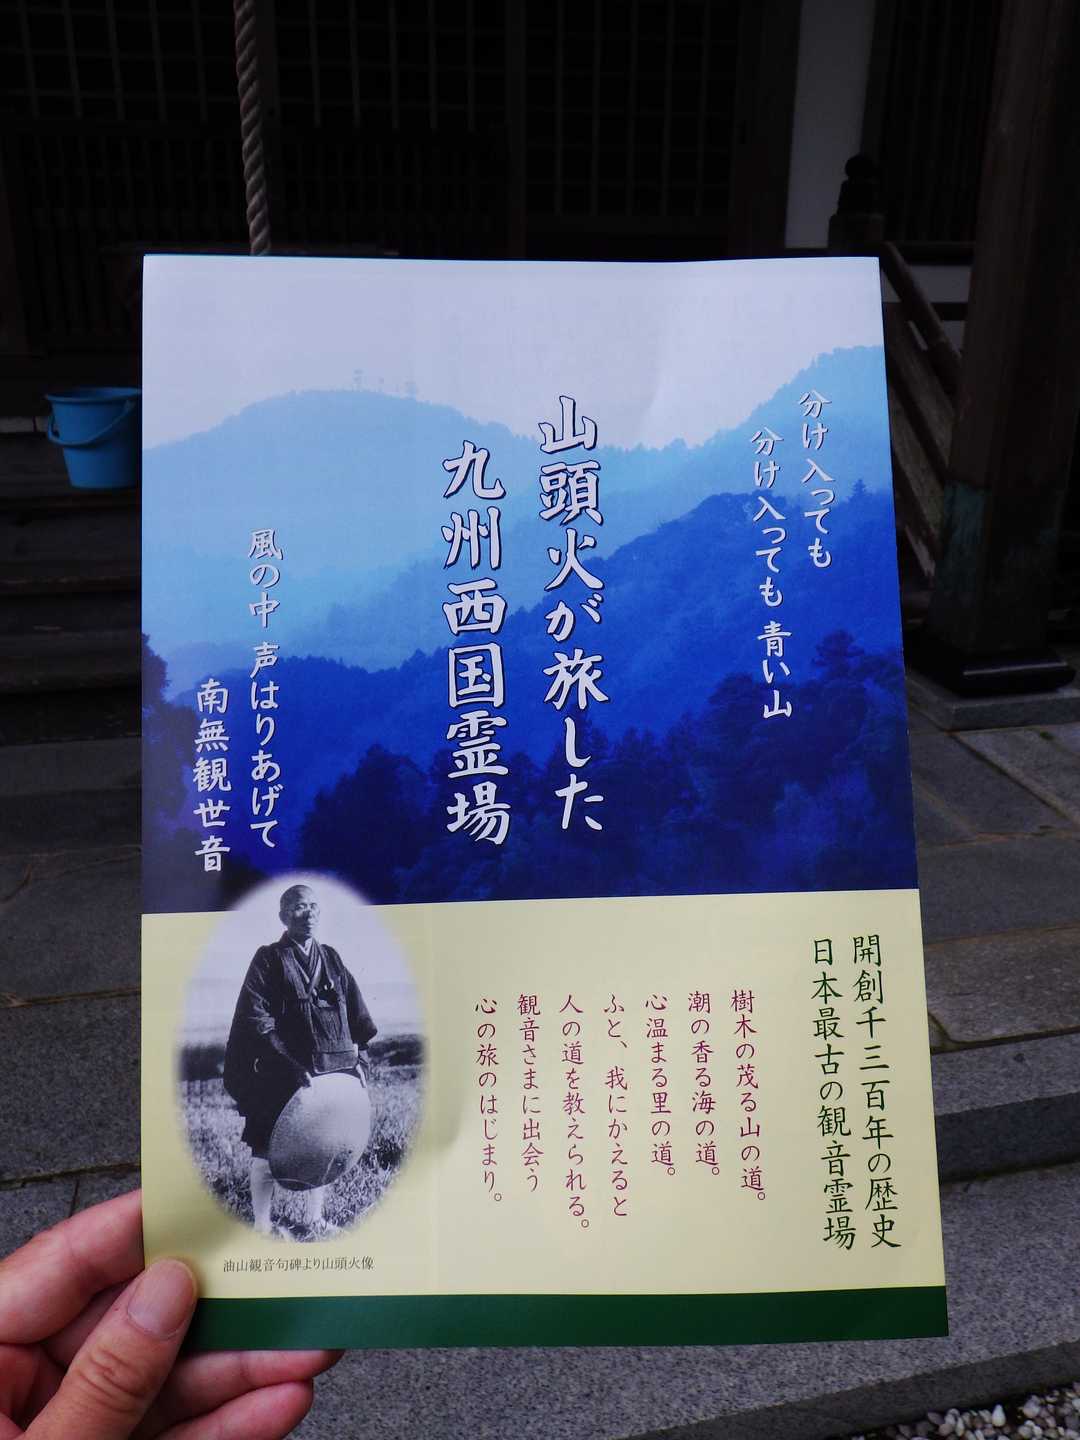 分け入っても
分け入っても 青い山
山頭火が旅した
九州西国霊場
風の中 声はりあげて
南無観世音
開創千三百年の歴史
日本最古の観音霊場
樹木の茂る山の道。
潮の香る海の道。
心温まる里の道。
ふと、我にかえると
人の道を教えられる。
観音さまに出会う
心の旅のはじまり。
油山観音句碑より山頭火像